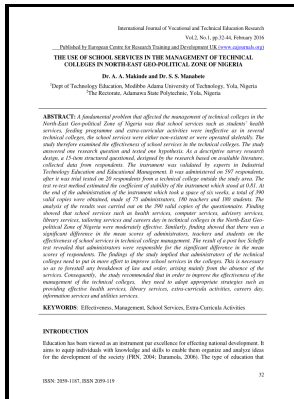 International Journal of Vocational and Technical Education Research
Vol.2, No.1, pp.32-44, February 2016
Published by European Centre for Research Training and Development UK (www.eajournals.org)
THE USE OF SCHOOL SERVICES IN THE MANAGEMENT OF TECHNICAL
COLLEGES IN NORTH-EAST GEO-POLITICAL ZONE OF NIGERIA
Dr. A. A. Makinde and Dr. S. S. Manabete
1Dept of Technology Education, Modibbo Adama University of Technology, Yola, Nigeria
2The Rectorate, Adamawa State Polytechnic, Yola, Nigeria
ABSTRACT: A fundamental problem that affected the management of technical colleges in the
North-East Geo-political Zone of Nigeria was that school services such as students' health
services, feeding programme and extra-curricular activities were ineffective as in several
technical colleges, the school services were either non-existent or were operated skeletally. The
study therefore examined the effectiveness of school services in the technical colleges. The study
answered one research question and tested one hypothesis. As a descriptive survey research
design, a 15-item structured questioned, designed by the research based on available literature,
collected data from respondents. The instrument was validated by experts in Industrial
Technology Education and Educational Management. It was administered on 597 respondents,
after it was trial tested on 20 respondents from a technical college outside the study area. The
test re-test method estimated the coefficient of stability of the instrument which stood at 0.81. At
the end of the administration of the instrument which took a space of six weeks, a total of 390
valid copies were obtained, made of 75 administrators, 100 teachers and 180 students. The
analysis of the results was carried out on the 390 valid copies of the questionnaire. Finding
showed that school services such as health services, computer services, advisory services,
library services, tailoring services and careers day in technical colleges in the North-East Geo-
political Zone of Nigeria were moderately effective. Similarly, finding showed that there was a
significant difference in the mean scores of administrators, teachers and students on the
effectiveness of school services in technical college management. The result of a post hoc Scheffe
test revealed that administrators were responsible for the significant difference in the mean
scores of the respondents. The findings of the study implied that administrators of the technical
colleges need to put in more effort to improve school services in the colleges. This is necessary
so as to forestall any breakdown of law and order, arising mainly from the absence of the
services. Consequently, the study recommended that in order to improve the effectiveness of the
management of the technical colleges, they need to adopt appropriate strategies such as
providing effective health services, library services, extra-curricula activities, careers day,
information services and utilities services.
KEYWORDS: Effectiveness, Management, School Services, Extra-Curricula Activities
INTRODUCTION
Education has been viewed as an instrument par excellence for affecting national development. It
aims to equip individuals with knowledge and skills to enable them organize and analyze ideas
for the development of the society (FRN, 2004; Danamola, 2006). The type of education that
32
ISSN: 2059-1187, ISSN 2059-119